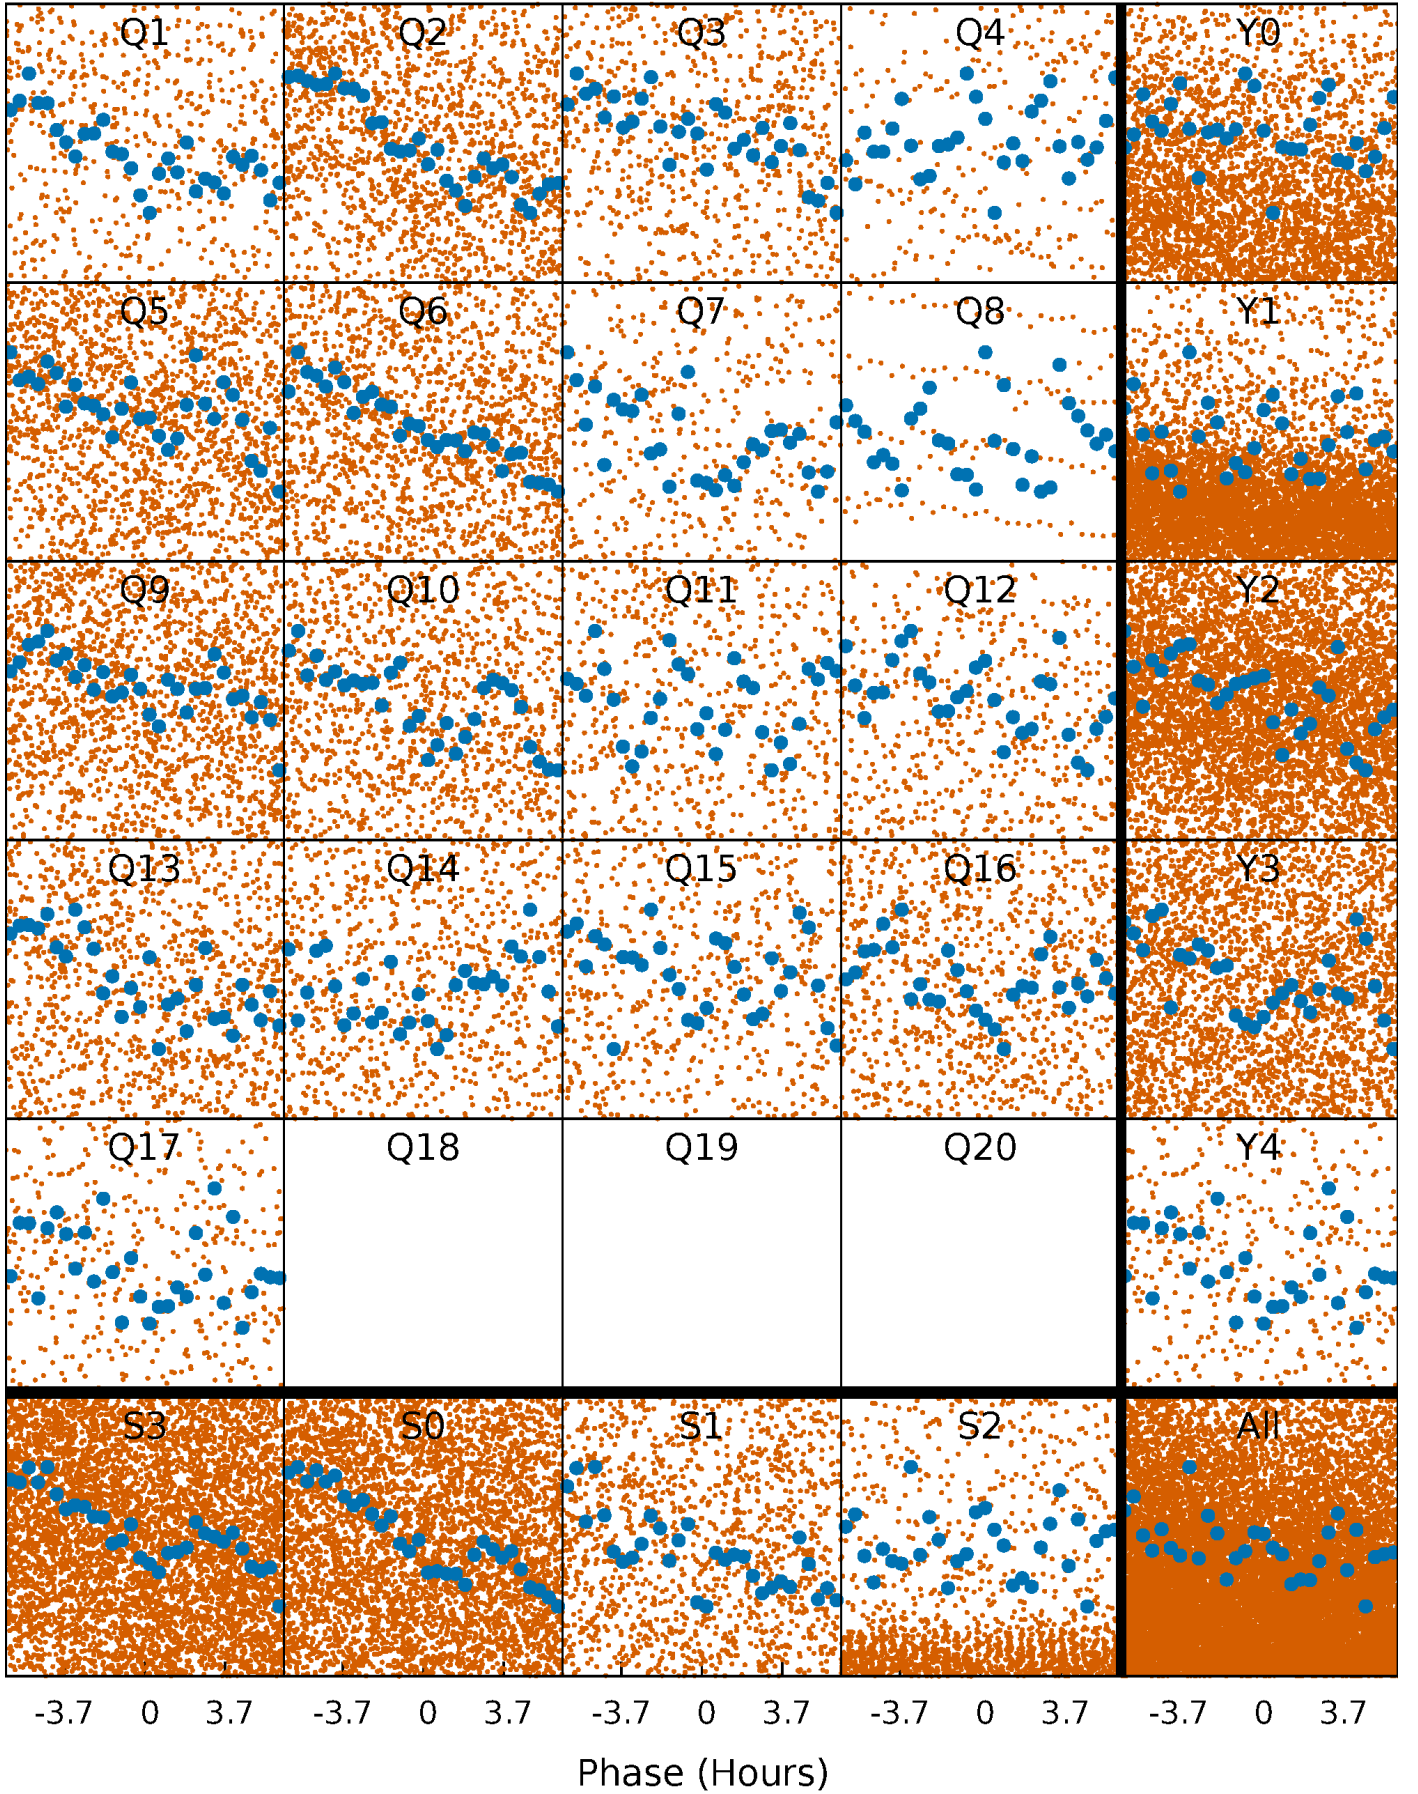 Q1 Q2 Q3 Q4 Y0
Q5 Q6 Q7 Q8 Y1
Q9 Q10 Q11 Q12 Y2
Q13 Q14 Q15 Q16 Y3
Q17 Q18 Q19 Q20 Y4
S3 S0 S1 S2 All
-3.7 0 3.7 -3.7 0 3.7 -3.7 0 3.7 -3.7 0 3.7 -3.7 0 3.7
Phase (Hours)